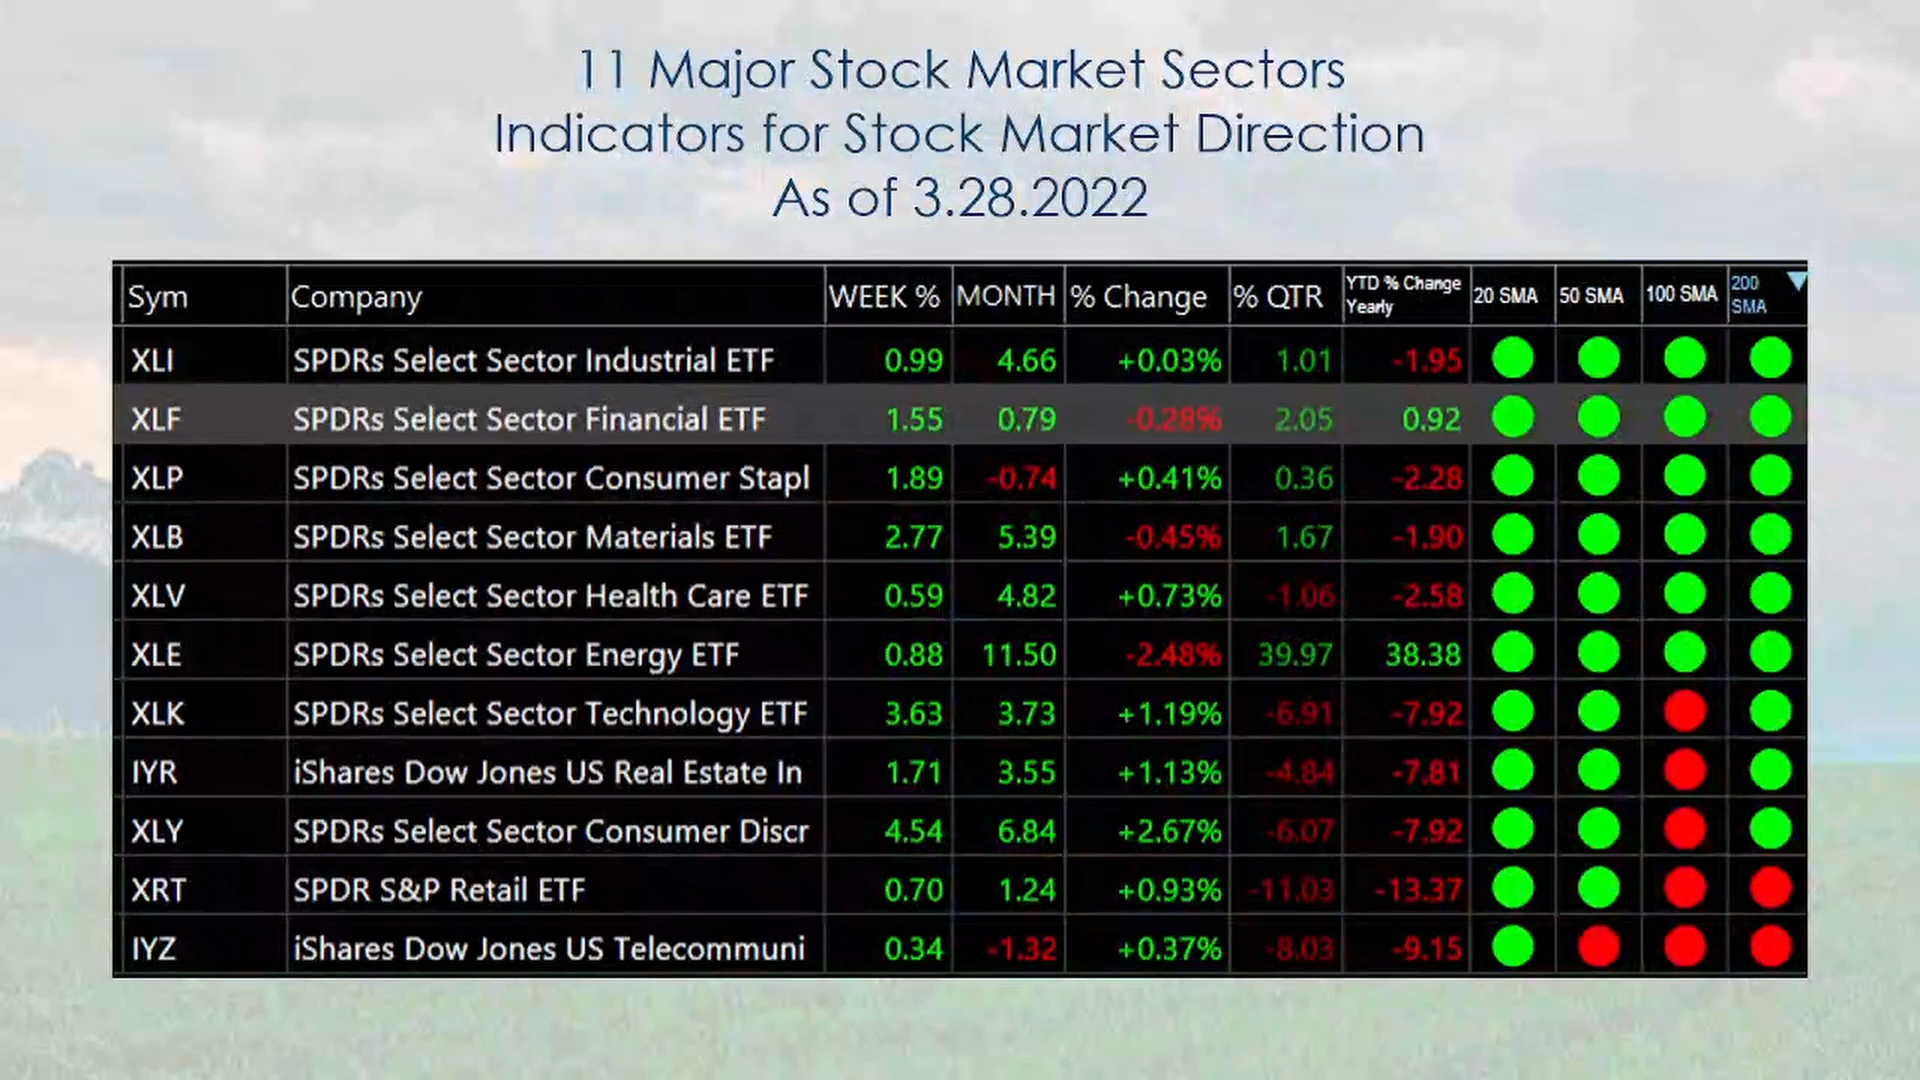 11 Major Stock Market Sectors
Indicators for Stock Market Direction
As of 3.28.2022
Sym Company WEEK % MONTH % Change % QTR YTD % Change Yearly 20 SMA 50 SMA 100 SMA 200 SMA
XLI SPDRs Select Sector Industrial ETF 0.99 4.66 +0.03% 1.01 -1.95
XLF SPDRs Select Sector Financial ETF 1.55 0.79 -0.28% 2.05 0.92
XLP SPDRs Select Sector Consumer Stapl 1.89 -0.74 +0.41% 0.36 -2.28
XLB SPDRs Select Sector Materials ETF 2.77 5.39 -0.45% 1.67 -1.90
XLV SPDRs Select Sector Health Care ETF 0.59 4.82 +0.73% -1.06 -2.58
XLE SPDRs Select Sector Energy ETF 0.88 11.50 -2.48% 39.97 38.38
XLK SPDRs Select Sector Technology ETF 3.63 3.73 +1.19% -6.91 -7.92
IYR iShares Dow Jones US Real Estate In 1.71 3.55 +1.13% -4.84 -7.81
XLY SPDRs Select Sector Consumer Discr 4.54 6.84 +2.67% -6.07 -7.92
XRT SPDR S&P Retail ETF 0.70 1.24 +0.93% -11.03 -13.37
IYZ iShares Dow Jones US Telecommuni 0.34 -1.32 +0.37% -8.03 -9.15